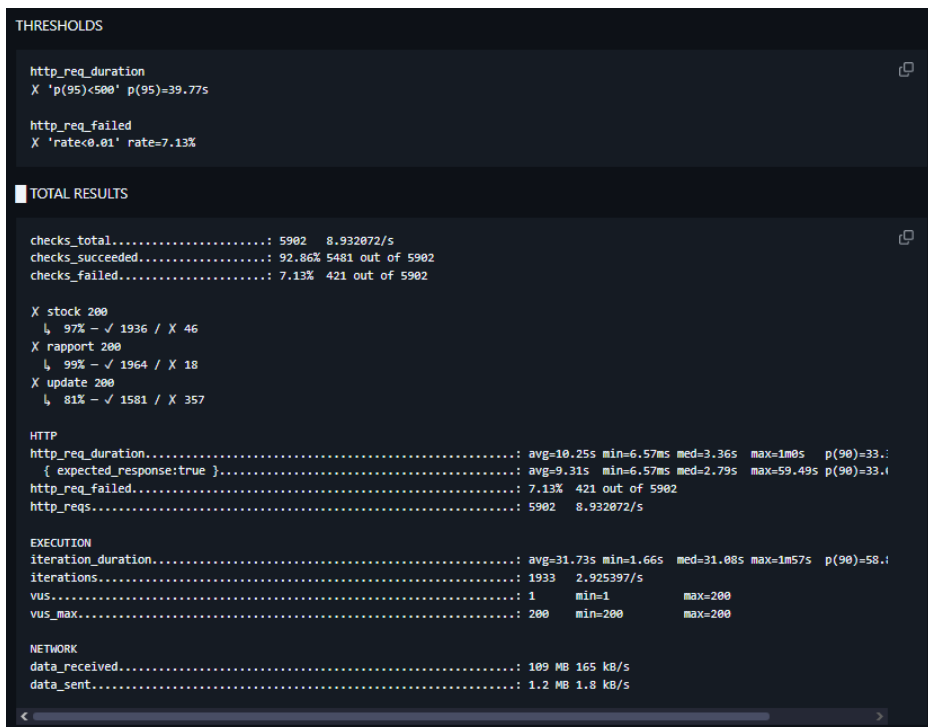 THRESHOLDS
http_req_duration
✗ 'p(95)<500' p(95)=39.77s
http_req_failed
✗ 'rate<0.01' rate=7.13%
TOTAL RESULTS
checks_total.......................: 5902 8.932072/s
checks_succeeded...................: 92.86% 5481 out of 5902
checks_failed......................: 7.13% 421 out of 5902
✗ stock 200
↳ 97% — ✓ 1936 / ✗ 46
✗ rapport 200
↳ 99% — ✓ 1964 / ✗ 18
✗ update 200
↳ 81% — ✓ 1581 / ✗ 357
HTTP
http_req_duration.......................................................: avg=10.25s min=6.57ms med=3.36s max=1m0s p(90)=33.
{ expected_response:true }............................................: avg=9.31s min=6.57ms med=2.79s max=59.49s p(90)=33.
http_req_failed.........................................................: 7.13% 421 out of 5902
http_reqs...............................................................: 5902 8.932072/s
EXECUTION
iteration_duration......................................................: avg=31.73s min=1.66s med=31.08s max=1m57s p(90)=58.
iterations..............................................................: 1933 2.925397/s
vus.....................................................................: 1 min=1 max=200
vus_max.................................................................: 200 min=200 max=200
NETWORK
data_received...........................................................: 109 MB 165 kB/s
data_sent...............................................................: 1.2 MB 1.8 kB/s